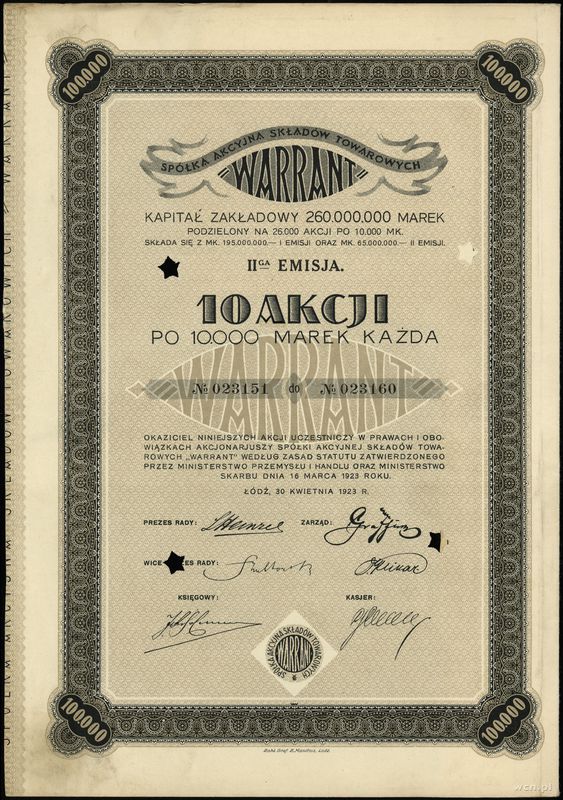 100.000
100.000
SPÓŁKA AKCYJNA SKŁADÓW TOWAROWYCH
"WARRANT"
KAPITAŁ ZAKŁADOWY 260.000.000 MAREK
PODZIELONY NA 26.000 AKCJI PO 10.000 MK.
SKŁADA SIĘ Z MK. 195.000.000.— I EMISJI ORAZ MK. 65.000.000.— II EMISJI.
IIGA EMISJA.
10 AKCJI
PO 10.000 MAREK KAŻDA
WARRANT
№ 023151 do № 023160
OKAZICIEL NINIEJSZYCH AKCJI UCZESTNICZY W PRAWACH I OBO-
WIĄZKACH AKCJONARJUSZY SPÓŁKI AKCYJNEJ SKŁADÓW TOWA-
ROWYCH „WARRANT" WEDŁUG ZASAD STATUTU ZATWIERDZONEGO
PRZEZ MINISTERSTWO PRZEMYSŁU I HANDLU ORAZ MINISTERSTWO
SKARBU DNIA 16 MARCA 1923 ROKU.
ŁÓDŹ, 30 KWIETNIA 1923 R.
PREZES RADY: ZARZĄD:
WICE ES RADY:
KSIĘGOWY: KASJER:
SPÓŁKA AKCYJNA SKŁADÓW TOWAROWYCH
WARRANT
100.000
100.000
wcn.pl